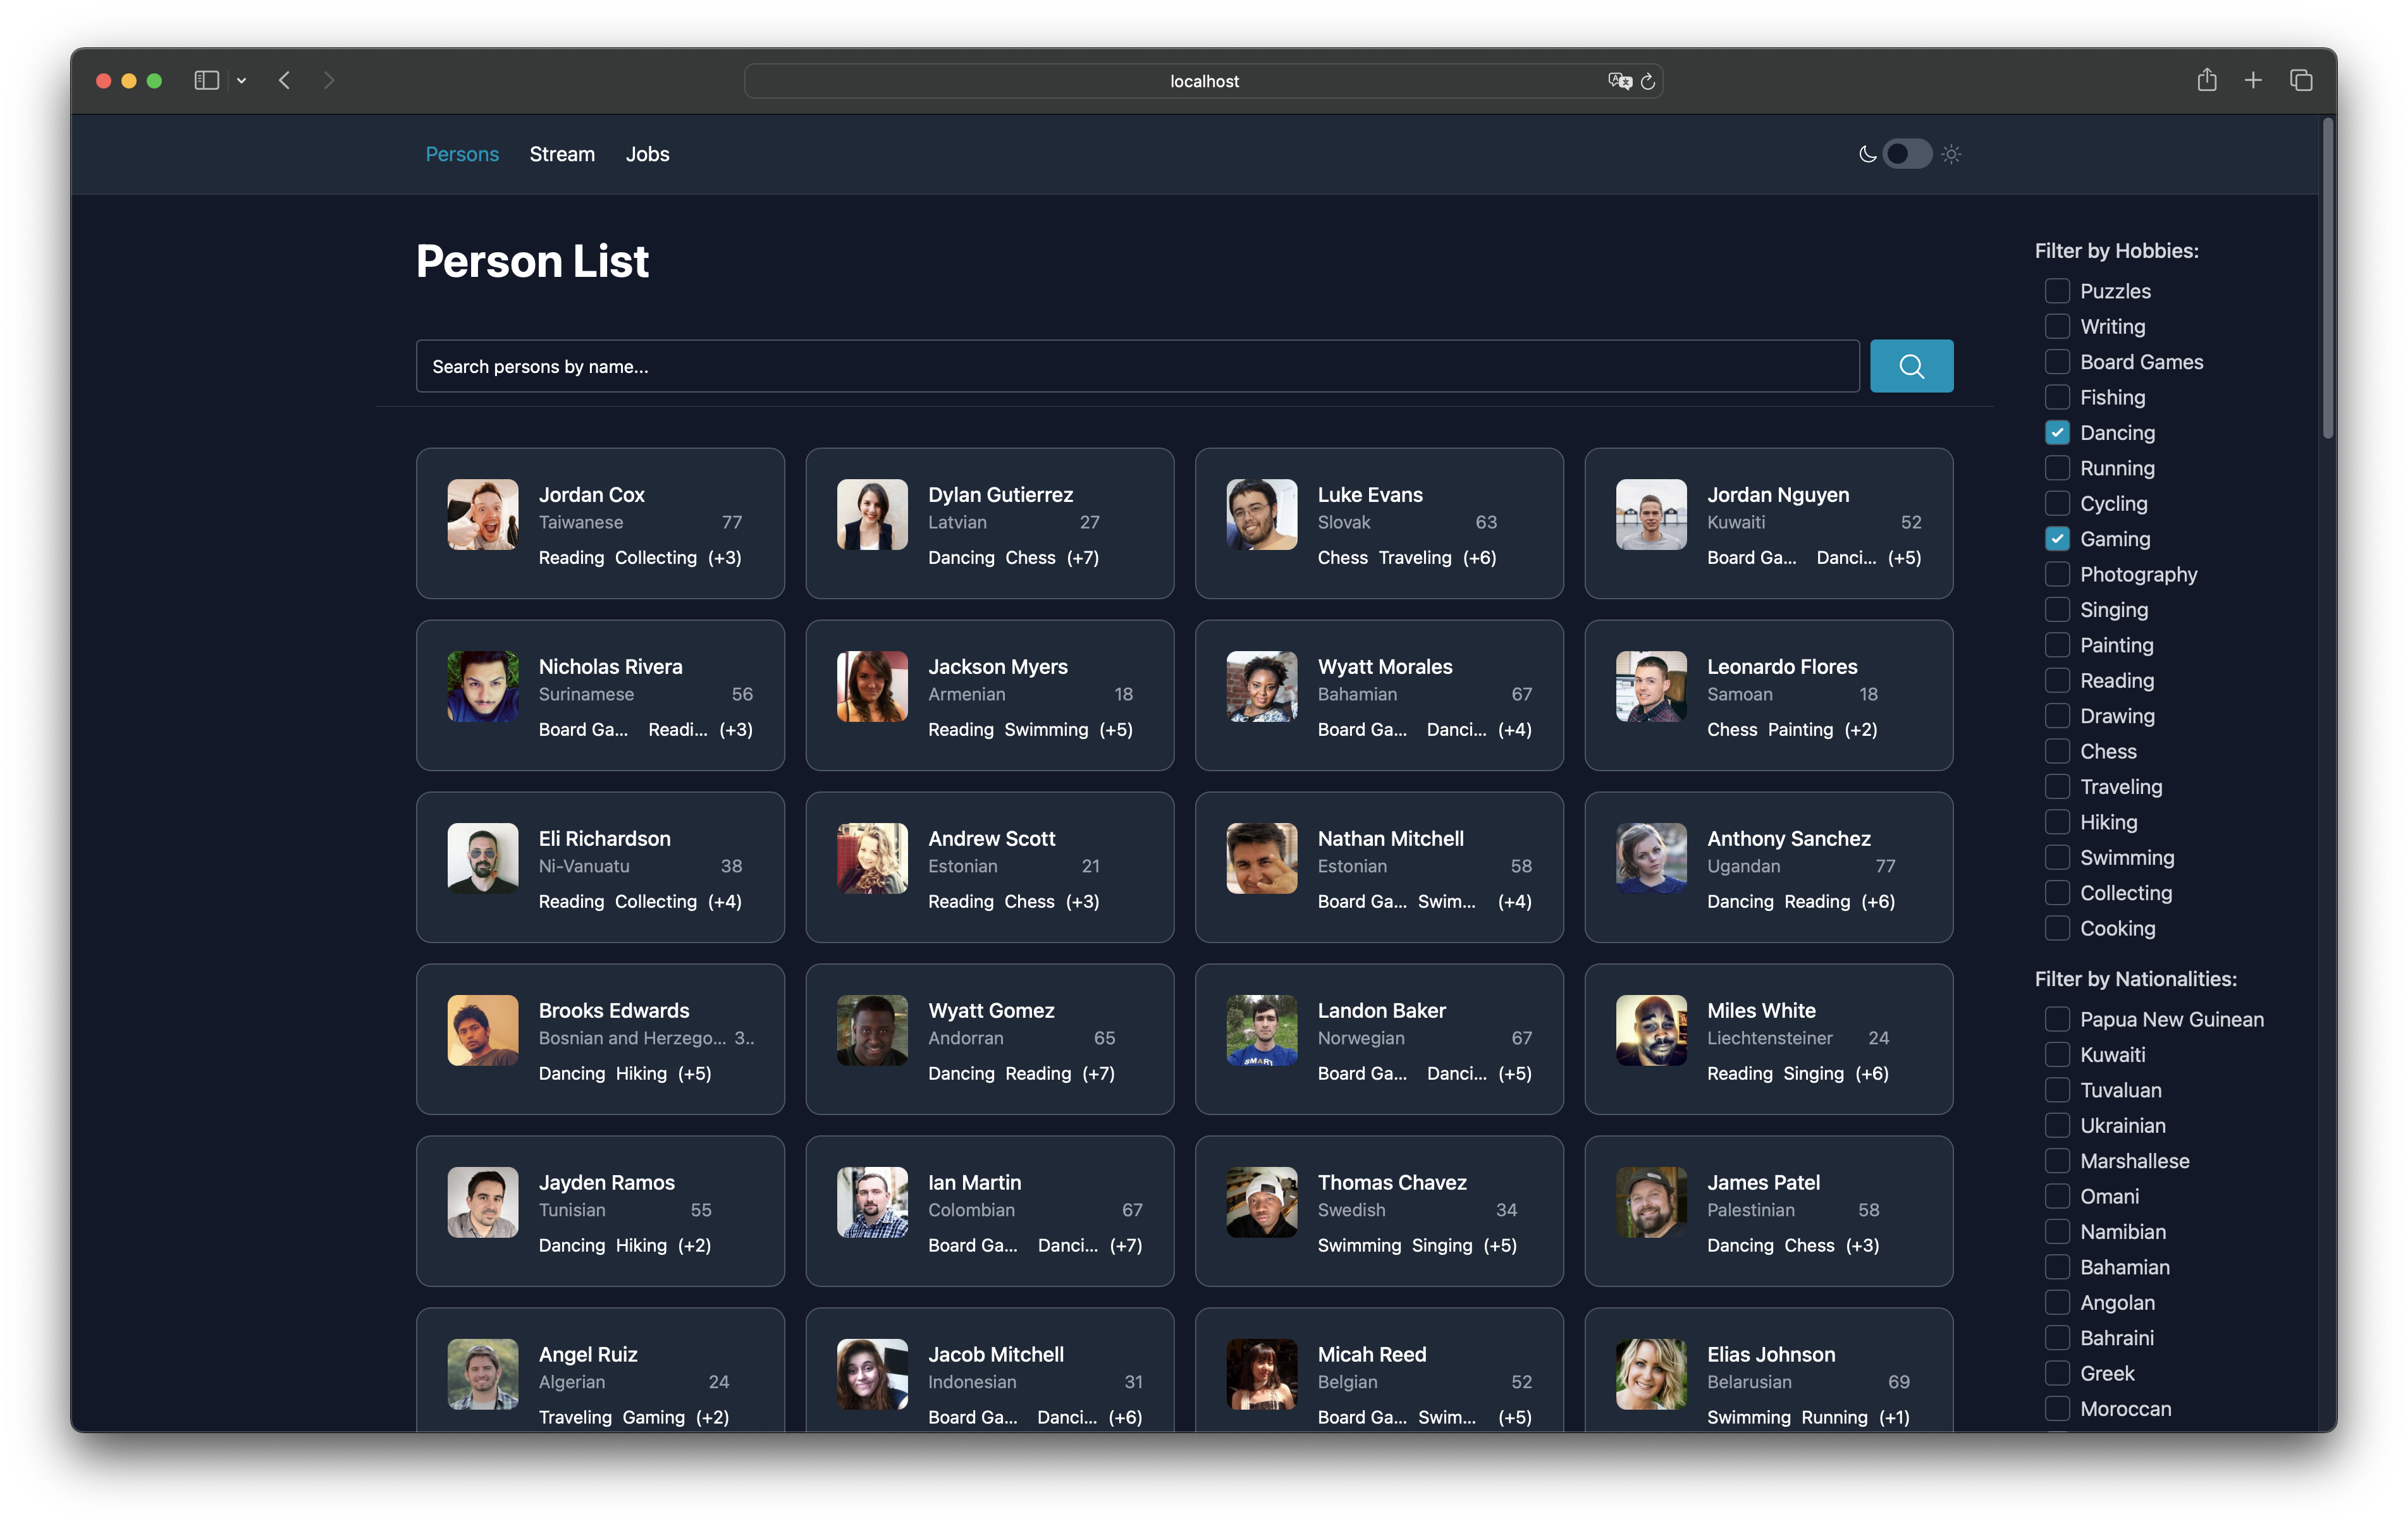 localhost
Persons Stream Jobs
Person List
Search persons by name...
Jordan Cox
Taiwanese 77
Reading Collecting (+3)
Dylan Gutierrez
Latvian 27
Dancing Chess (+7)
Luke Evans
Slovak 63
Chess Traveling (+6)
Jordan Nguyen
Kuwaiti 52
Board Ga... Danci... (+5)
Nicholas Rivera
Surinamese 56
Board Ga... Readi... (+3)
Jackson Myers
Armenian 18
Reading Swimming (+5)
Wyatt Morales
Bahamian 67
Board Ga... Danci... (+4)
Leonardo Flores
Samoan 18
Chess Painting (+2)
Eli Richardson
Ni-Vanuatu 38
Reading Collecting (+4)
Andrew Scott
Estonian 21
Reading Chess (+3)
Nathan Mitchell
Estonian 58
Board Ga... Swim... (+4)
Anthony Sanchez
Ugandan 77
Dancing Reading (+6)
Brooks Edwards
Bosnian and Herzego... 3..
Dancing Hiking (+5)
Wyatt Gomez
Andorran 65
Dancing Reading (+7)
Landon Baker
Norwegian 67
Board Ga... Danci... (+5)
SMART
Miles White
Liechtensteiner 24
Reading Singing (+6)
Jayden Ramos
Tunisian 55
Dancing Hiking (+2)
Ian Martin
Colombian 67
Board Ga... Danci... (+7)
Thomas Chavez
Swedish 34
Swimming Singing (+5)
James Patel
Palestinian 58
Dancing Chess (+3)
Angel Ruiz
Algerian 24
Traveling Gaming (+2)
Jacob Mitchell
Indonesian 31
Board Ga... Danci... (+6)
Micah Reed
Belgian 52
Board Ga... Swim... (+5)
Elias Johnson
Belarusian 69
Swimming Running (+1)
Filter by Hobbies:
Puzzles
Writing
Board Games
Fishing
Dancing
Running
Cycling
Gaming
Photography
Singing
Painting
Reading
Drawing
Chess
Traveling
Hiking
Swimming
Collecting
Cooking
Filter by Nationalities:
Papua New Guinean
Kuwaiti
Tuvaluan
Ukrainian
Marshallese
Omani
Namibian
Bahamian
Angolan
Bahraini
Greek
Moroccan